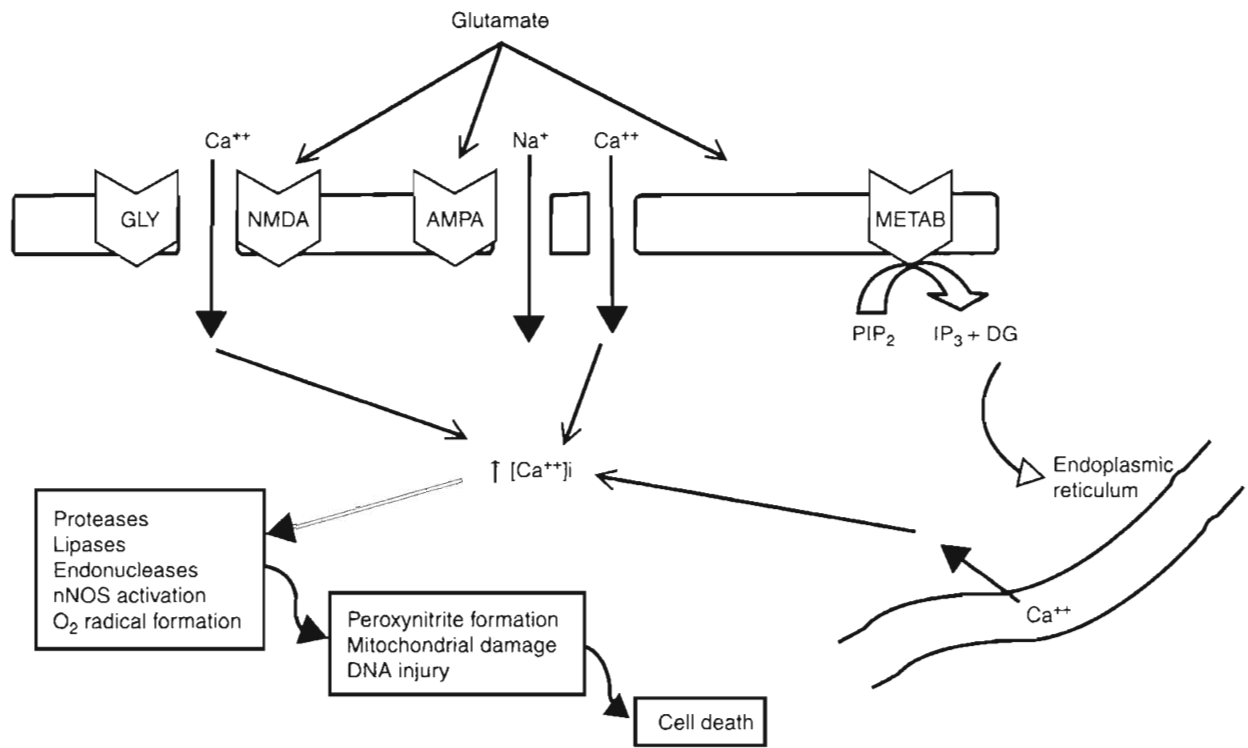 Glutamate
Ca⁺⁺
Na⁺
Ca⁺⁺
GLY
NMDA
AMPA
METAB
PIP₂
IP₃ + DG
Endoplasmic
reticulum
↑ [Ca⁺⁺]i
Ca⁺⁺
Proteases
Lipases
Endonucleases
nNOS activation
O₂ radical formation
Peroxynitrite formation
Mitochondrial damage
DNA injury
Cell death